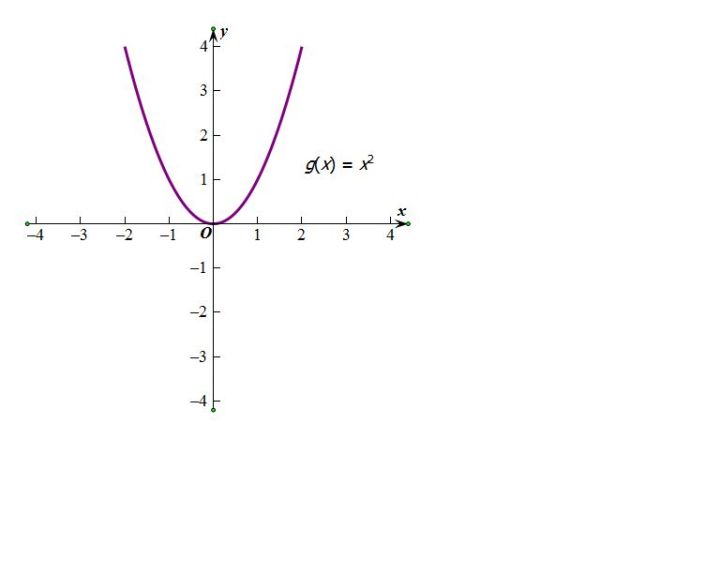 y
4
3
2
g(x) = x²
1
x
–4 –3 –2 –1 O 1 2 3 4
–1
–2
–3
–4